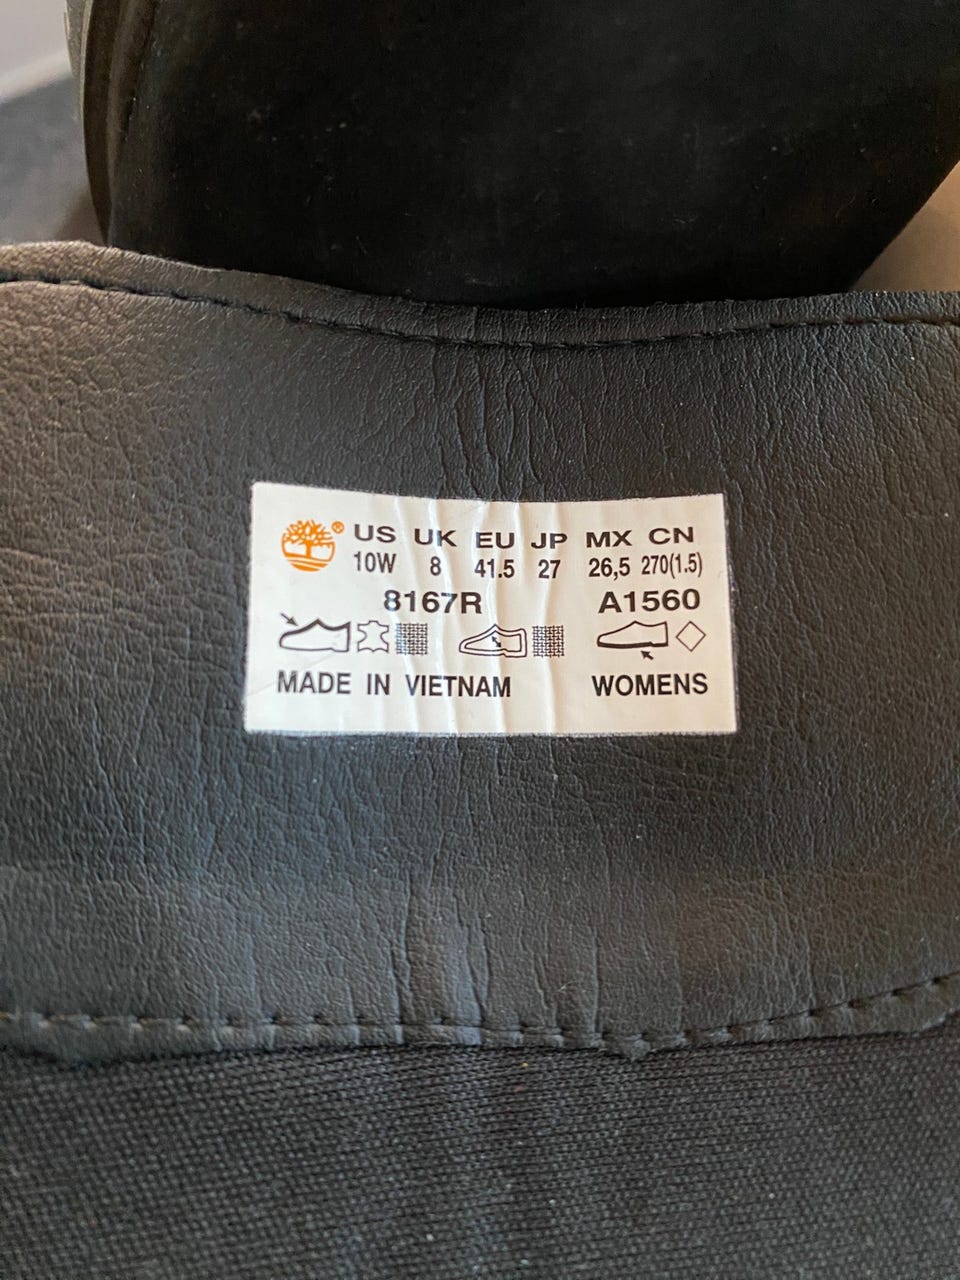 ® US UK EU JP MX CN
10W 8 41.5 27 26,5 270(1.5)
8167R A1560
MADE IN VIETNAM WOMENS